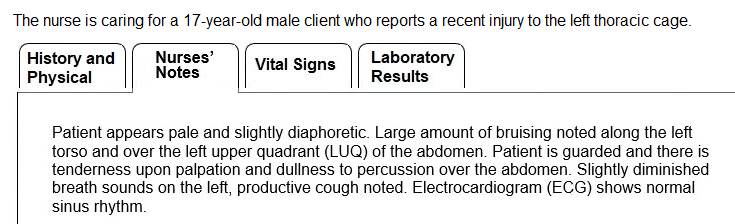 The nurse is caring for a 17-year-old male client who reports a recent injury to the left thoracic cage.
History and Physical
Nurses' Notes
Vital Signs
Laboratory Results
Patient appears pale and slightly diaphoretic. Large amount of bruising noted along the left
torso and over the left upper quadrant (LUQ) of the abdomen. Patient is guarded and there is
tenderness upon palpation and dullness to percussion over the abdomen. Slightly diminished
breath sounds on the left, productive cough noted. Electrocardiogram (ECG) shows normal
sinus rhythm.